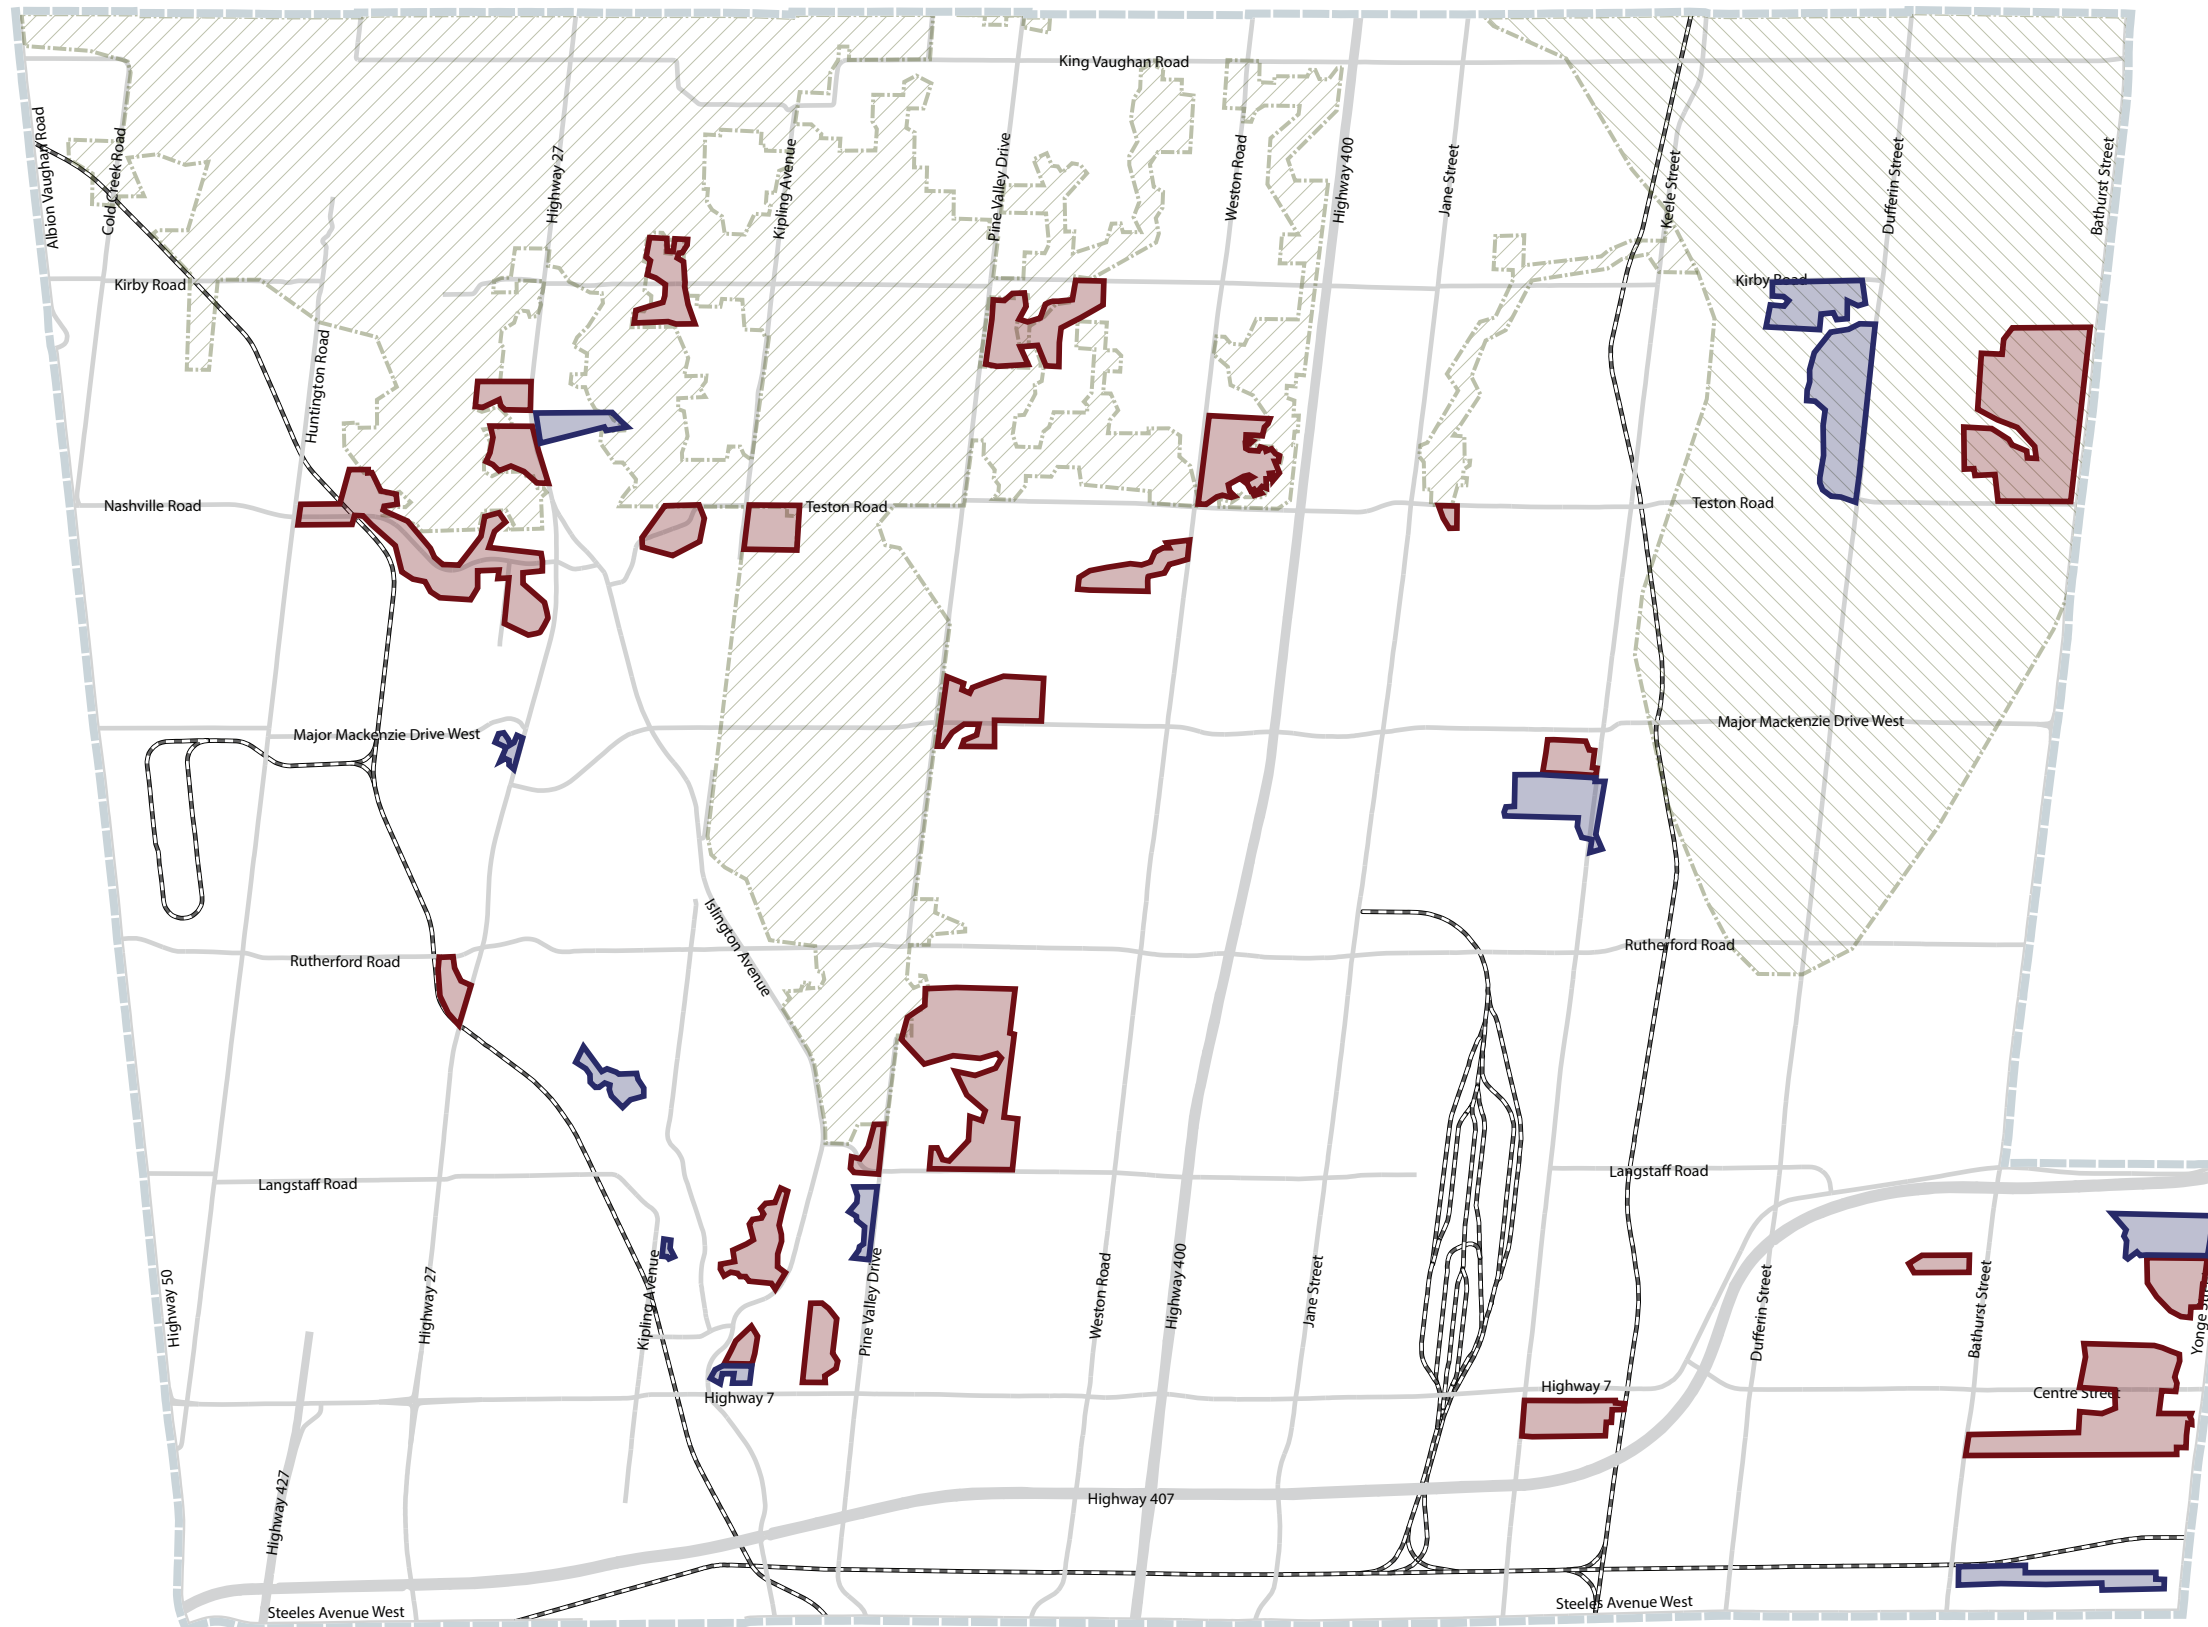 King Vaughan Road
Albion Vaughan Road
Cold Creek Road
Highway 27
Kipling Avenue
Pine Valley Drive
Weston Road
Highway 400
Jane Street
Keele Street
Dufferin Street
Bathurst Street
Kirby Road
Kirby Road
Huntington Road
Nashville Road
Teston Road
Teston Road
Major Mackenzie Drive West
Major Mackenzie Drive West
Islington Avenue
Rutherford Road
Rutherford Road
Langstaff Road
Langstaff Road
Highway 50
Highway 27
Kipling Avenue
Pine Valley Drive
Weston Road
Highway 400
Jane Street
Dufferin Street
Bathurst Street
Yonge
Highway 7
Highway 7
Centre Street
Highway 427
Highway 407
Steeles Avenue West
Steeles Avenue West